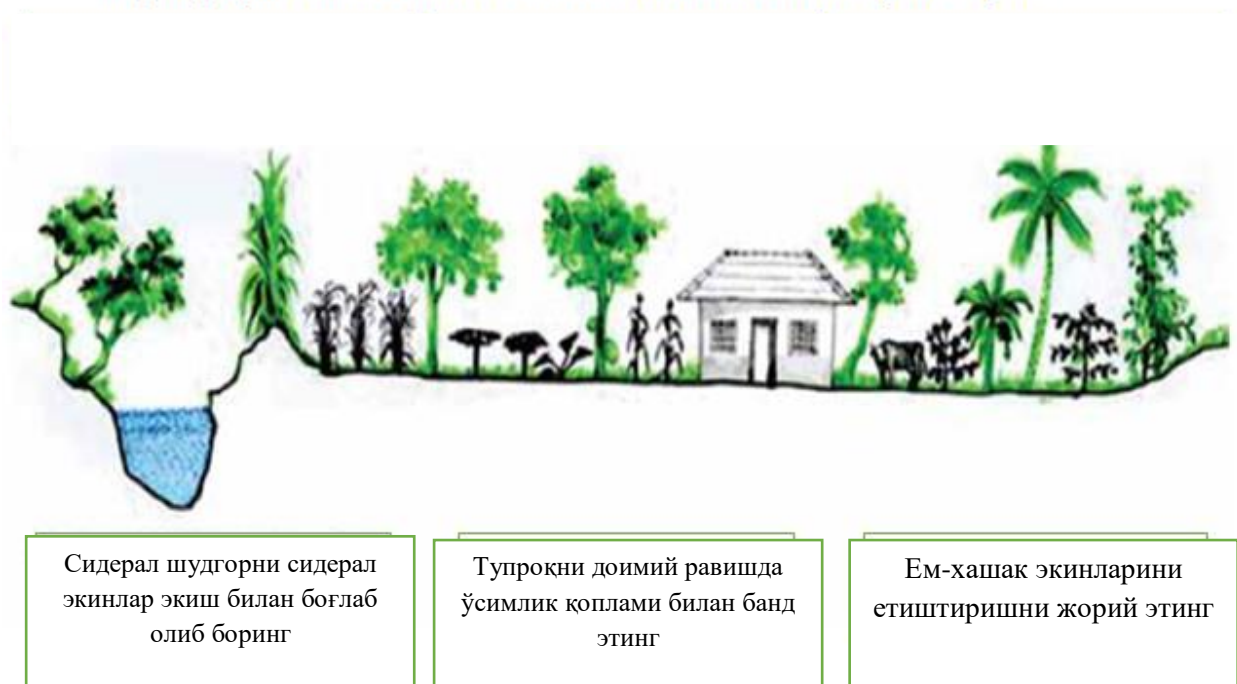 Сидерал шудгорни сидерал
экинлар экиш билан боғлаб
олиб боринг
Тупроқни доимий равишда
ўсимлик қоплами билан банд
этинг
Ем-хашак экинларини
етиштиришни жорий этинг